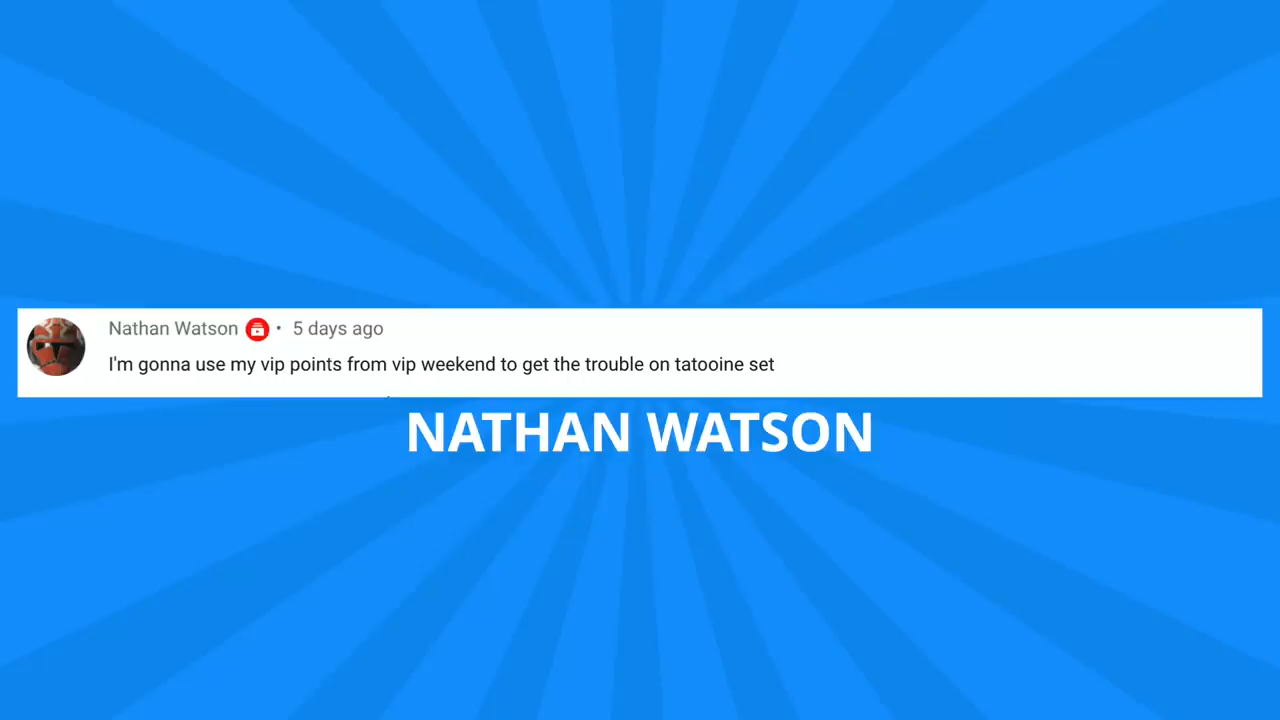 Nathan Watson • 5 days ago
I'm gonna use my vip points from vip weekend to get the trouble on tatooine set
NATHAN WATSON